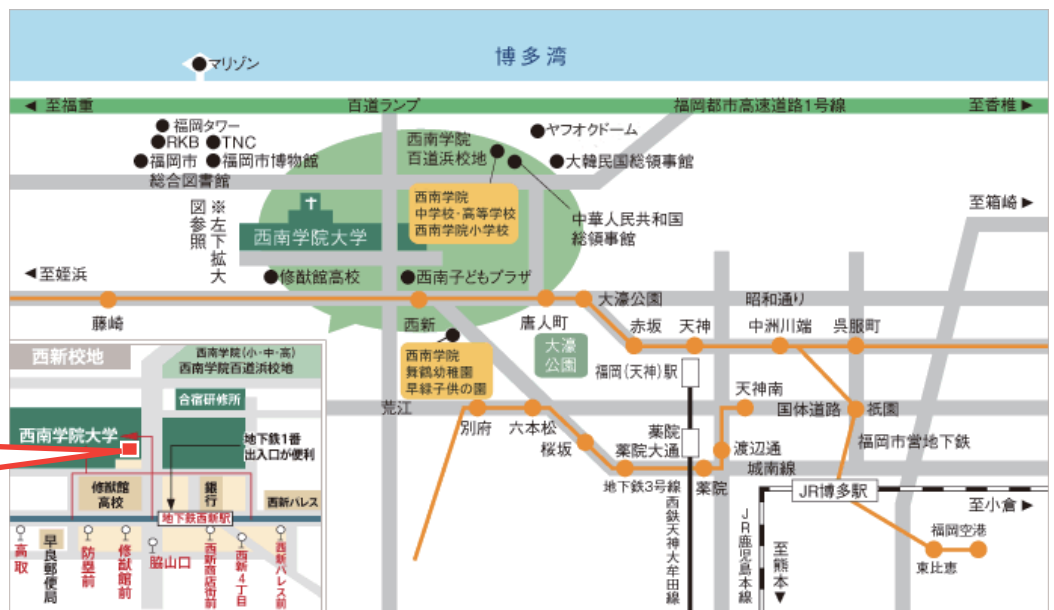 博多湾
マリゾン
◀ 至福重
百道ランプ
福岡都市高速道路1号線
至香椎 ▶
福岡タワー
RKB
TNC
福岡市
総合図書館
福岡市博物館
西南学院
百道浜校地
ヤフオクドーム
大韓民国総領事館
西南学院
中学校・高等学校
西南学院小学校
中華人民共和国
総領事館
至箱崎 ▶
※左下拡大
図参照
西南学院大学
◀至姪浜
修猷館高校
西南子どもプラザ
大濠公園
昭和通り
藤崎
西新
唐人町
赤坂
天神
中洲川端
呉服町
大濠
公園
西南学院
舞鶴幼稚園
早緑子供の園
福岡(天神)駅
天神南
荒江
国体道路
祇園
別府
六本松
桜坂
薬院
大通
渡辺通
福岡市営地下鉄
城南線
地下鉄3号線
薬院
西鉄天神大牟田線
JR鹿児島本線
至熊本▼
JR博多駅
至小倉 ▶
福岡空港
東比恵
西新校地
西南学院(小・中・高)
西南学院百道浜校地
合宿研修所
西南学院大学
地下鉄1番
出入口が便利
修猷館
高校
銀行
西新パレス
地下鉄西新駅
高取
早良郵便局
防塁前
修猷館前
脇山口
西新商店街前
西新4丁目
西新パレス前